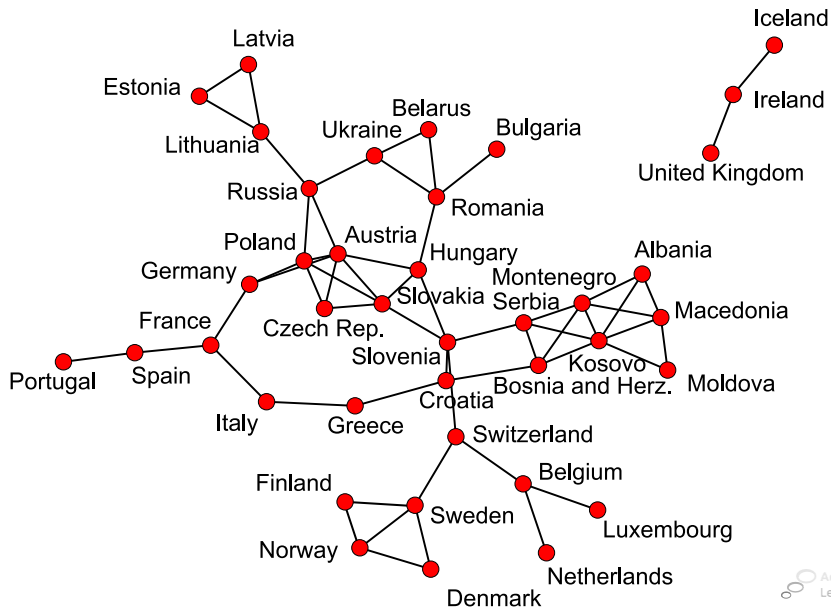 Iceland
Latvia
Estonia
Ireland
Belarus
Ukraine
Bulgaria
Lithuania
United Kingdom
Russia
Romania
Austria
Poland
Hungary
Albania
Germany
Montenegro
Slovakia
Serbia
Macedonia
France
Czech Rep.
Slovenia
Kosovo
Portugal
Spain
Bosnia and Herz.
Moldova
Croatia
Italy
Greece
Switzerland
Belgium
Finland
Sweden
Luxembourg
Norway
Netherlands
Denmark